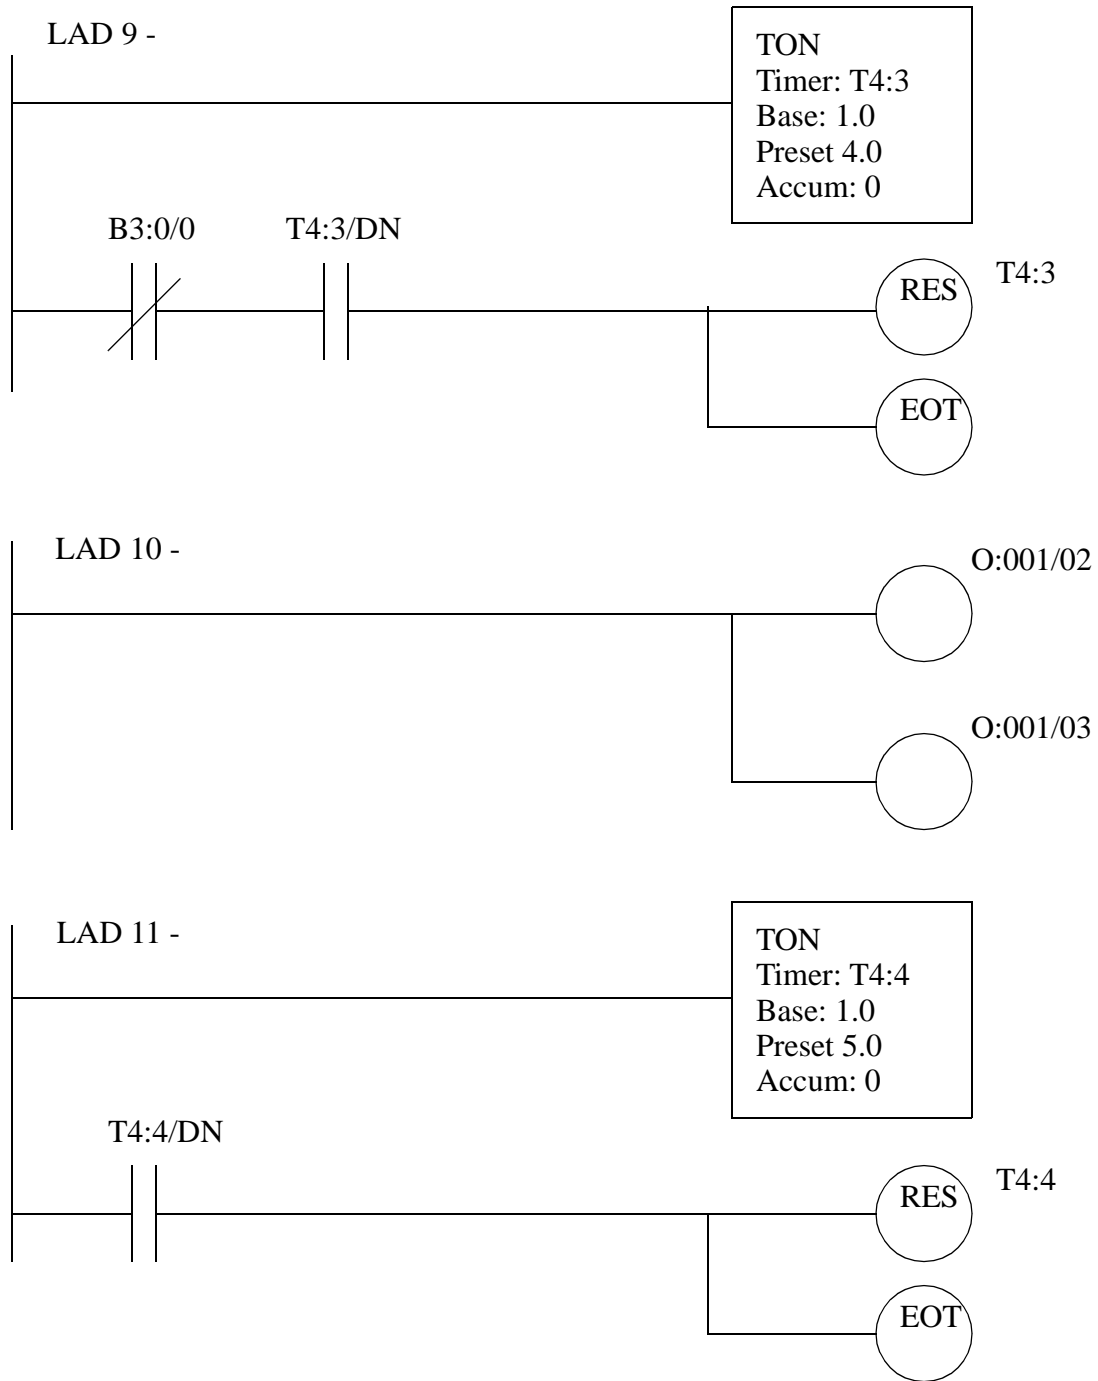 LAD 9 -
TON
Timer: T4:3
Base: 1.0
Preset 4.0
Accum: 0
B3:0/0
T4:3/DN
RES
T4:3
EOT
LAD 10 -
O:001/02
O:001/03
LAD 11 -
TON
Timer: T4:4
Base: 1.0
Preset 5.0
Accum: 0
T4:4/DN
RES
T4:4
EOT